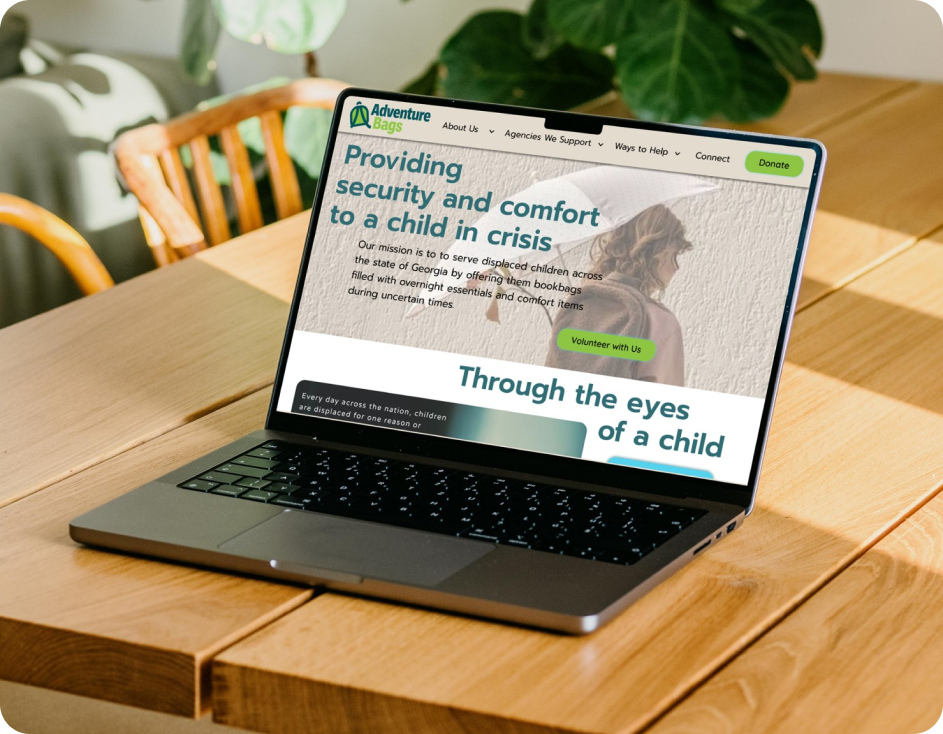 Adventure
Bags
About Us
Agencies We Support
Ways to Help
Connect
Donate
Providing
security and comfort
to a child in crisis
Our mission is to to serve displaced children across
the state of Georgia by offering them bookbags
filled with overnight essentials and comfort items
during uncertain times.
Volunteer with Us
Through the eyes
of a child
Every day across the nation, children
are displaced for one reason or